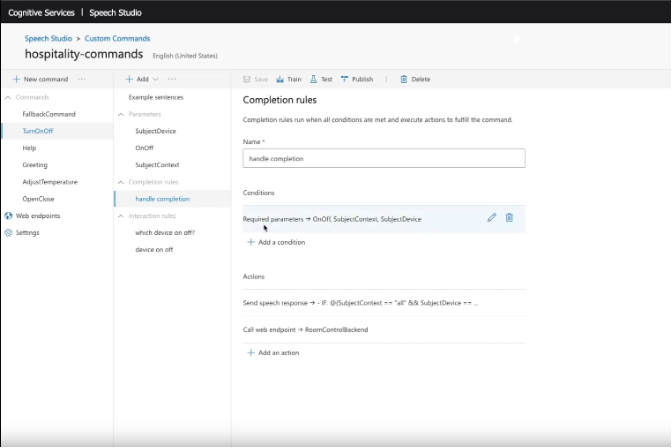 Cognitive Services | Speech Studio
Speech Studio > Custom Commands
hospitality-commands English (United States)
+ New command ···
Commands
FallbackCommand
TurnOnOff
Help
Greeting
AdjustTemperature
OpenClose
Web endpoints
Settings
+ Add ···
Example sentences
Parameters
SubjectDevice
OnOff
SubjectContext
Completion rules
handle completion
Interaction rules
which device on off?
device on off
Save Train Test Publish | Delete
Completion rules
Completion rules run when all conditions are met and execute actions to fulfill the command.
Name *
handle completion
Conditions
Required parameters → OnOff, SubjectContext, SubjectDevice
+ Add a condition
Actions
Send speech response → - IF: @{SubjectContext == "all" && SubjectDevice == ...
Call web endpoint → RoomControlBackend
+ Add an action